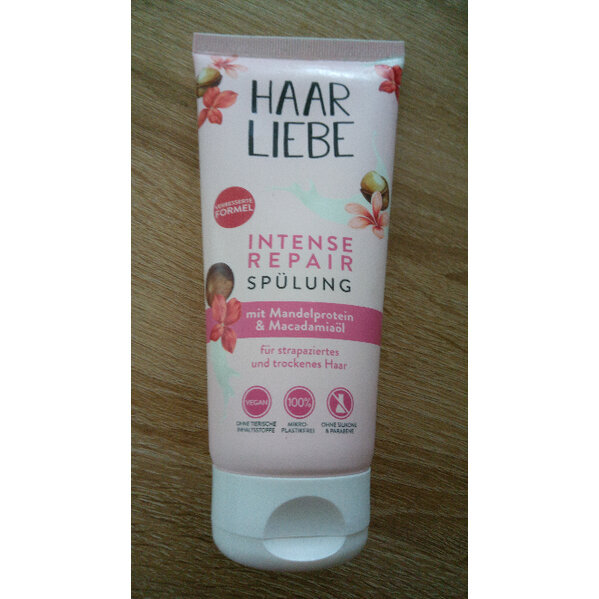 HAAR
LIEBE
VERBESSERTE
FORMEL
INTENSE
REPAIR
SPÜLUNG
mit Mandelprotein
& Macadamiaöl
für strapaziertes
und trockenes Haar
VEGAN
OHNE TIERISCHE
INHALTSSTOFFE
100%
MIKRO-
PLASTIKFREI
OHNE SILIKONE
& PARABENE